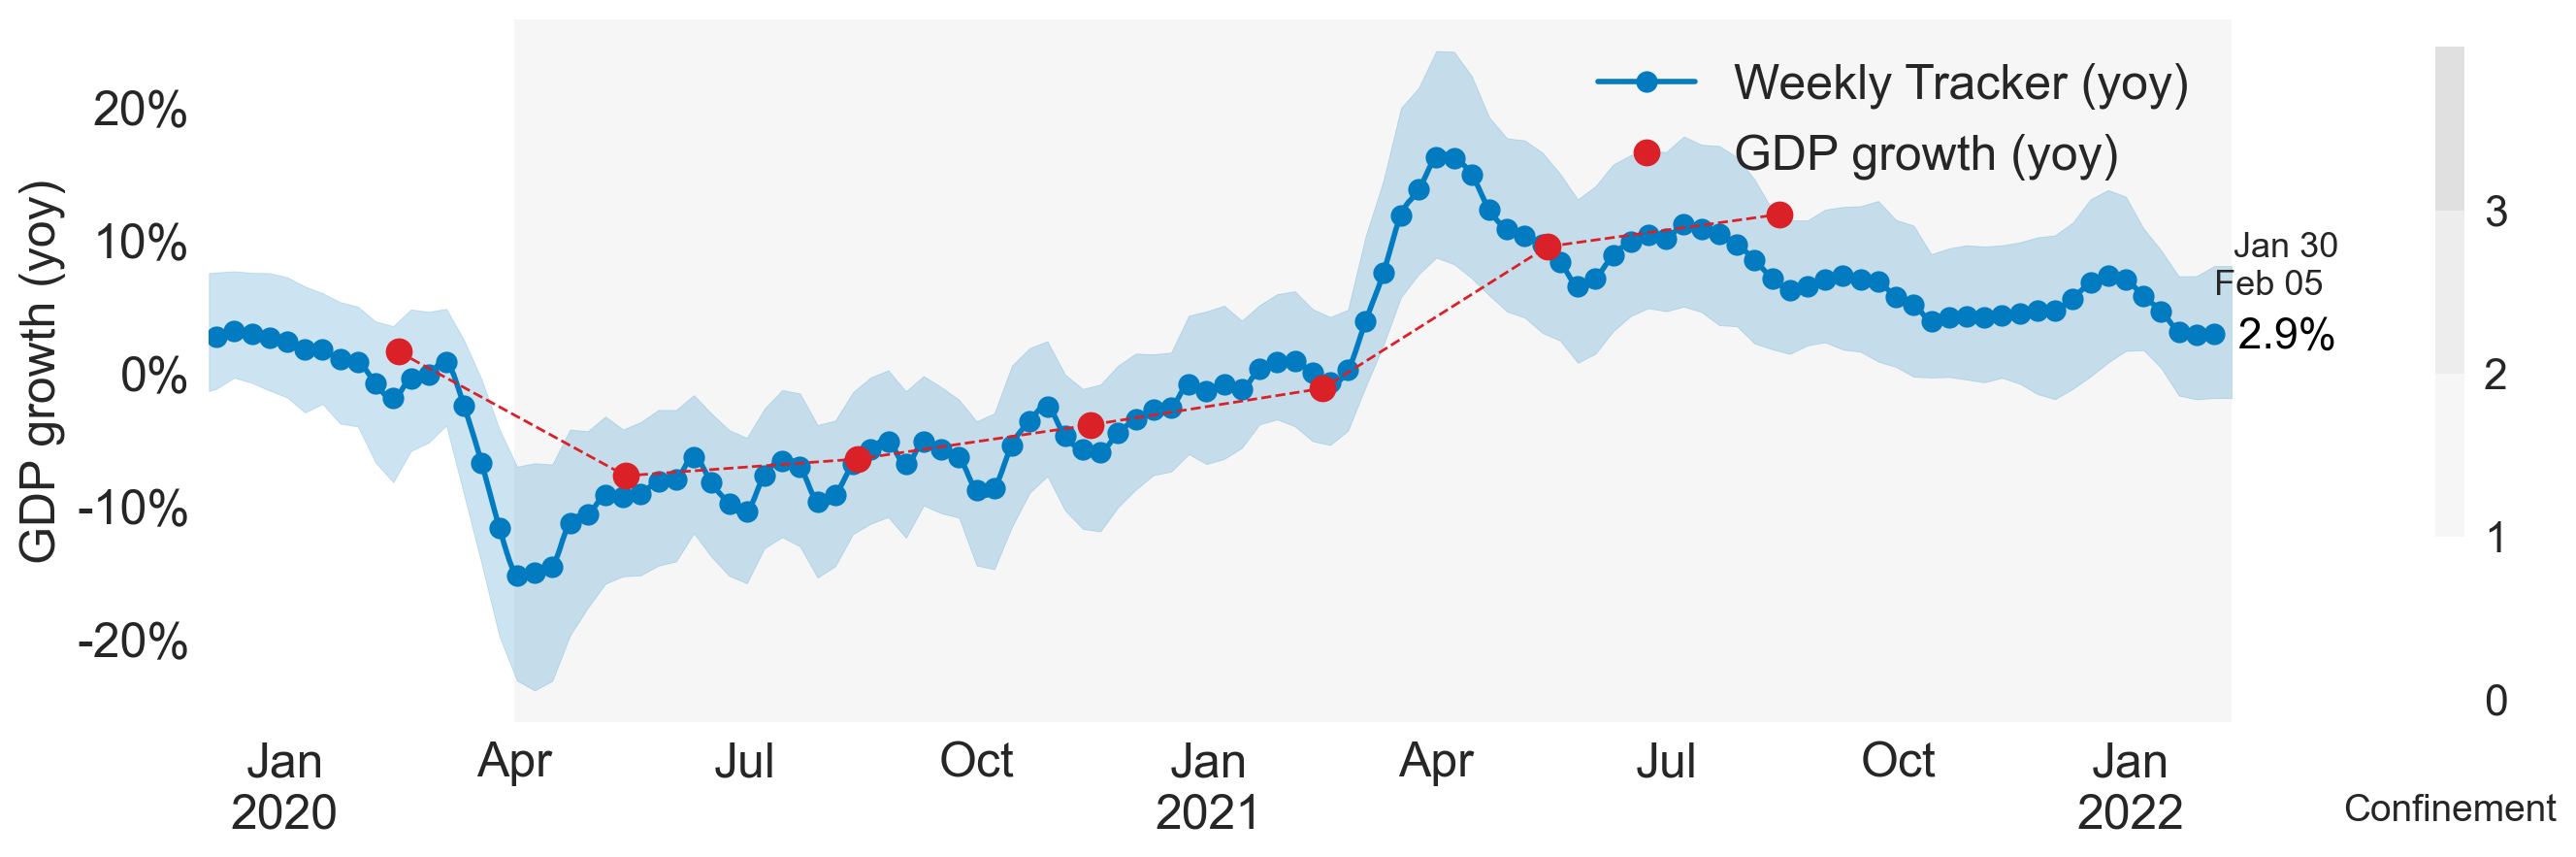 Weekly Tracker (yoy)
GDP growth (yoy)
GDP growth (yoy)
20%
10%
0%
-10%
-20%
Jan
2020
Apr
Jul
Oct
Jan
2021
Apr
Jul
Oct
Jan
2022
Jan 30
Feb 05
2.9%
3
2
1
0
Confinement